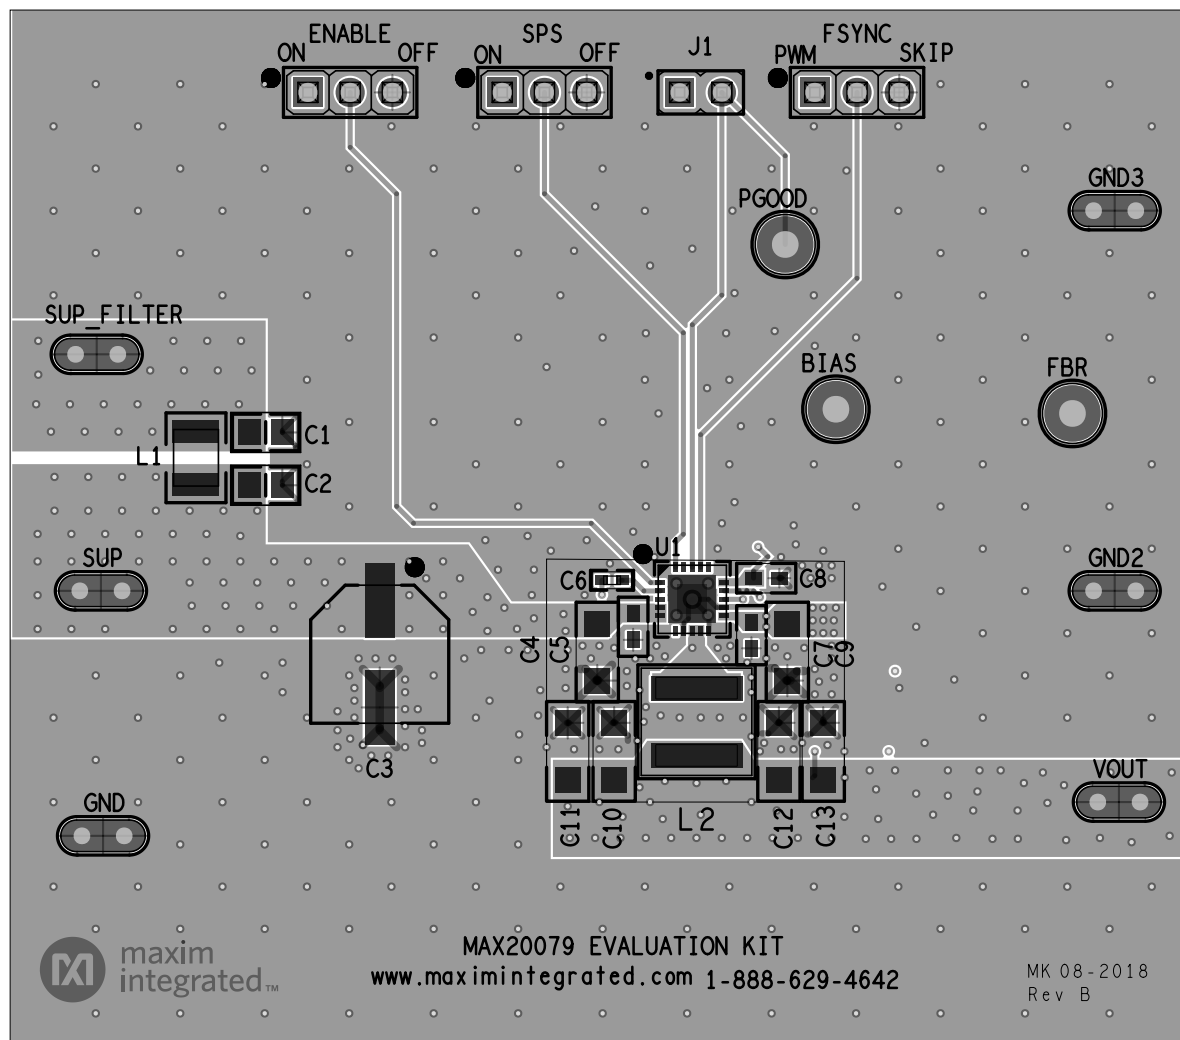 ENABLE
ON
OFF
SPS
ON
OFF
J1
FSYNC
PWM
SKIP
PGOOD
GND3
SUP_FILTER
BIAS
FBR
C1
L1
C2
SUP
U1
C6
C8
GND2
C4
C5
C7
C9
C3
GND
VOUT
C11
C10
L2
C12
C13
maxim
integrated™
MAX20079 EVALUATION KIT
www.maximintegrated.com 1-888-629-4642
MK 08-2018
Rev B